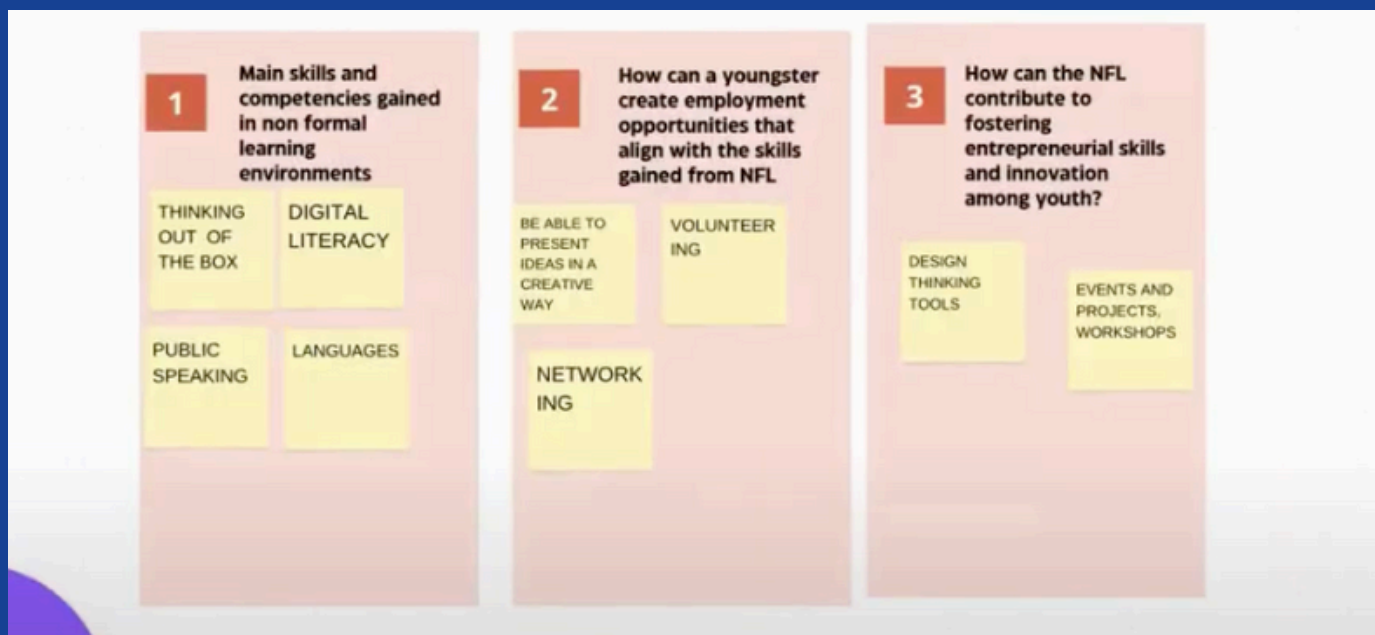 1
Main skills and
competencies gained
in non formal
learning
environments
THINKING
OUT OF
THE BOX
DIGITAL
LITERACY
PUBLIC
SPEAKING
LANGUAGES
2
How can a youngster
create employment
opportunities that
align with the skills
gained from NFL
BE ABLE TO
PRESENT
IDEAS IN A
CREATIVE
WAY
VOLUNTEER
ING
NETWORK
ING
3
How can the NFL
contribute to
fostering
entrepreneurial skills
and innovation
among youth?
DESIGN
THINKING
TOOLS
EVENTS AND
PROJECTS,
WORKSHOPS